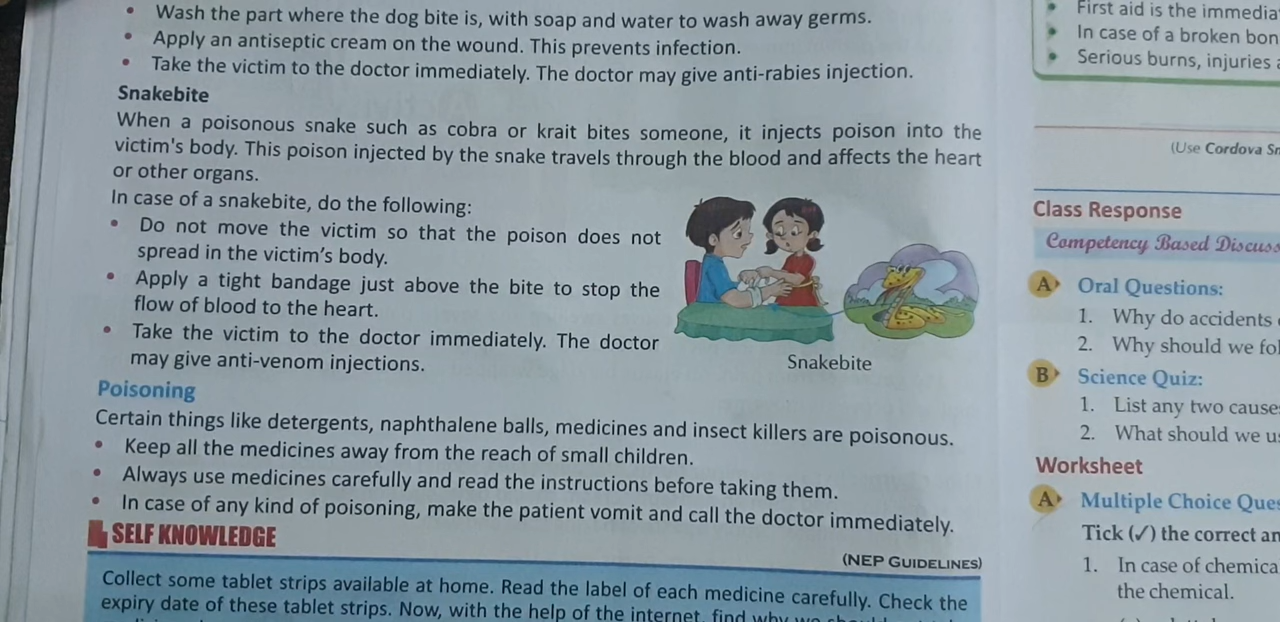 Wash the part where the dog bite is, with soap and water to wash away germs.
Apply an antiseptic cream on the wound. This prevents infection.
Take the victim to the doctor immediately. The doctor may give anti-rabies injection.
Snakebite
When a poisonous snake such as cobra or krait bites someone, it injects poison into the
victim's body. This poison injected by the snake travels through the blood and affects the heart
or other organs.
In case of a snakebite, do the following:
Do not move the victim so that the poison does not
spread in the victim's body.
Apply a tight bandage just above the bite to stop the
flow of blood to the heart.
Take the victim to the doctor immediately. The doctor
may give anti-venom injections.
Snakebite
Poisoning
Certain things like detergents, naphthalene balls, medicines and insect killers are poisonous.
Keep all the medicines away from the reach of small children.
Always use medicines carefully and read the instructions before taking them.
In case of any kind of poisoning, make the patient vomit and call the doctor immediately.
SELF KNOWLEDGE
(NEP GUIDELINES)
Collect some tablet strips available at home. Read the label of each medicine carefully. Check the
expiry date of these tablet strips. Now, with the help of the internet, find why we
First aid is the
In case of a broken
Serious burns, injuries
(Use Cordova
Class Response
Competency Based
A Oral Questions:
1. Why do accidents
2. Why should we
B Science Quiz:
1. List any two
2. What should we
Worksheet
A Multiple Choice
Tick (✓) the correct
1. In case of
the chemical.